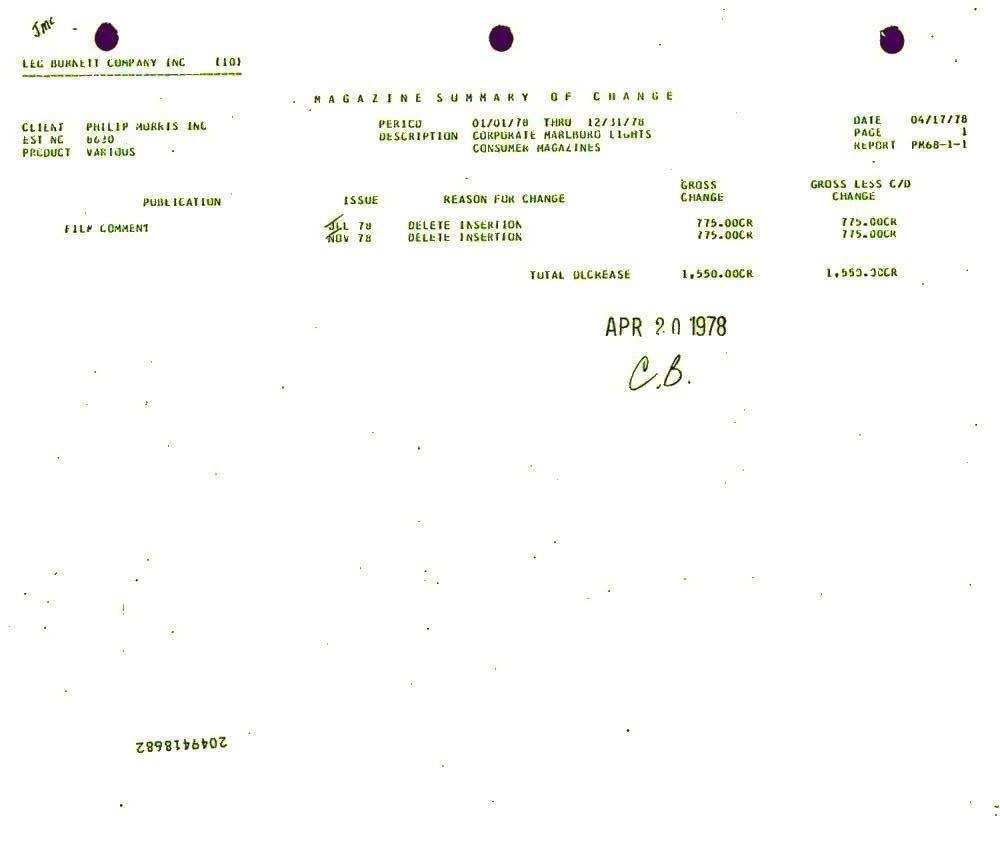 JMC
LEO BURNETT COMPANY INC (10)
MAGAZINE SUMMARY OF CHANGE
CLIENT PHILIP MORRIS INC PERIOD 01/01/78 THRU 12/31/78 DATE 04/17/78
EST NO 8630 DESCRIPTION CORPORATE MARLBORO LIGHTS PAGE 1
PRODUCT VARIOUS CONSUMER MAGAZINES REPORT PM68-1-1
GROSS GROSS LESS C/D
PUBLICATION ISSUE REASON FOR CHANGE CHANGE CHANGE
FILM COMMENT JUL 78 DELETE INSERTION 775.00CR 775.00CR
NOV 78 DELETE INSERTION 775.00CR 775.00CR
TOTAL DECREASE 1,550.00CR 1,550.00CR
APR 20 1978
C.B.
2049418682